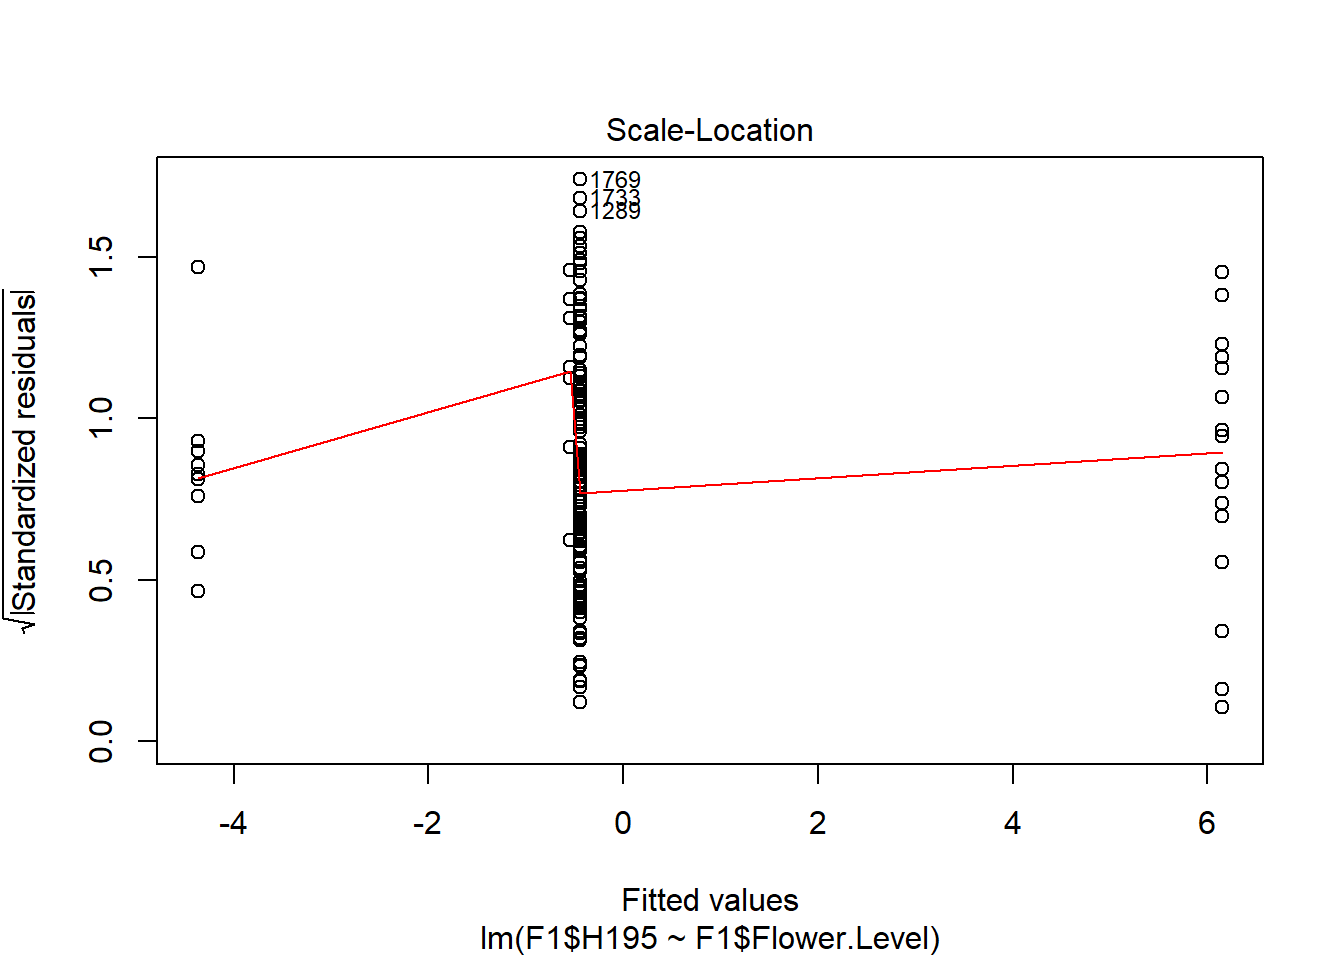 Scale-Location
1769
1733
1289
√|Standardized residuals|
1.5
1.0
0.5
0.0
-4 -2 0 2 4 6
Fitted values
lm(F1$H195 ~ F1$Flower.Level)